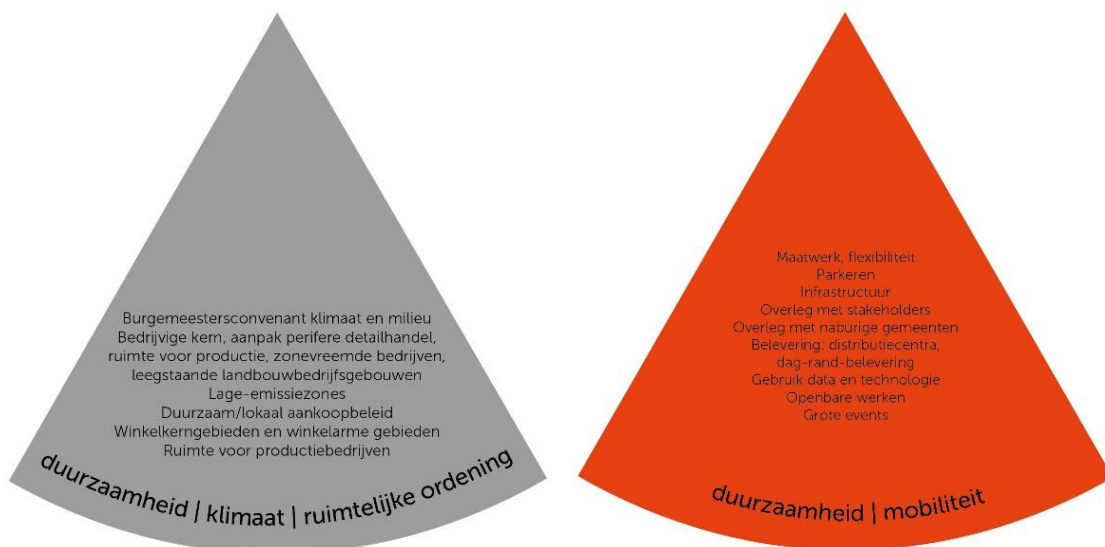 Burgemeestersconvenant klimaat en milieu
Bedrijvige kern, aanpak perifere detailhandel,
ruimte voor productie, zonevreemde bedrijven,
leegstaande landbouwbedrijfsgebouwen
Lage-emissiezones
Duurzaam/lokaal aankoopbeleid
Winkelkerngebieden en winkelarme gebieden
Ruimte voor productiebedrijven
duurzaamheid | klimaat | ruimtelijke ordening
Maatwerk, flexibiliteit
Parkeren
Infrastructuur
Overleg met stakeholders
Overleg met naburige gemeenten
Belevering: distributiecentra,
dag-rand-belevering
Gebruik data en technologie
Openbare werken
Grote events
duurzaamheid | mobiliteit